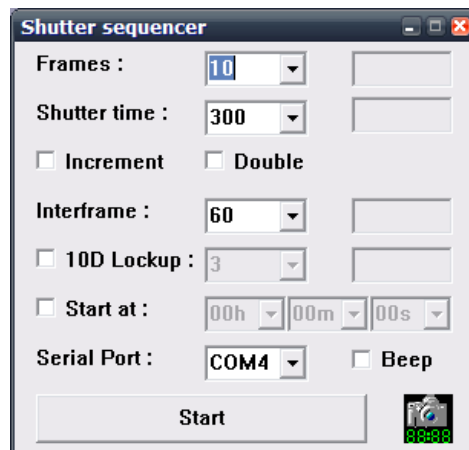 Shutter sequencer
Frames : 10
Shutter time : 300
Increment Double
Interframe : 60
10D Lockup : 3
Start at : 00h 00m 00s
Serial Port : COM4 Beep
Start
88:88